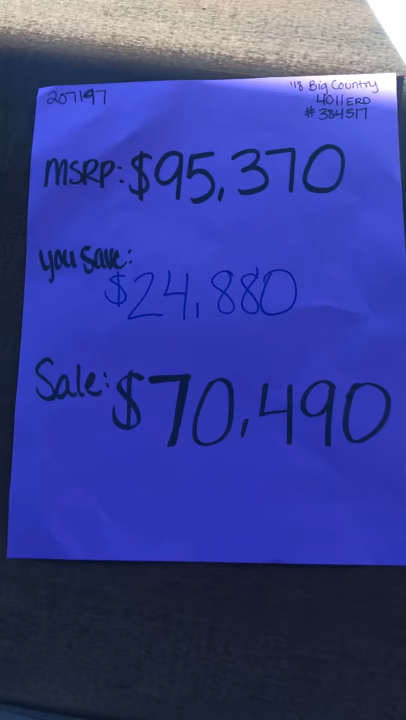 207197
'18 Big Country
4011ERD
#384517
MSRP: $95,370
you save:
$24,880
Sale: $70,490